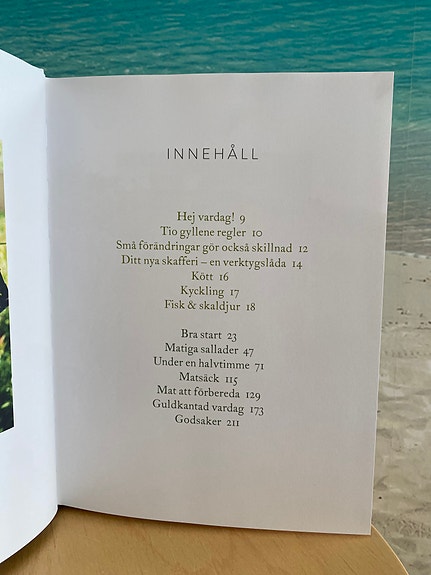 INNEHÅLL
Hej vardag! 9
Tio gyllene regler 10
Små förändringar gör också skillnad 12
Ditt nya skafferi – en verktygslåda 14
Kött 16
Kyckling 17
Fisk & skaldjur 18
Bra start 23
Matiga sallader 47
Under en halvtimme 71
Matsäck 115
Mat att förbereda 129
Guldkantad vardag 173
Godsaker 211